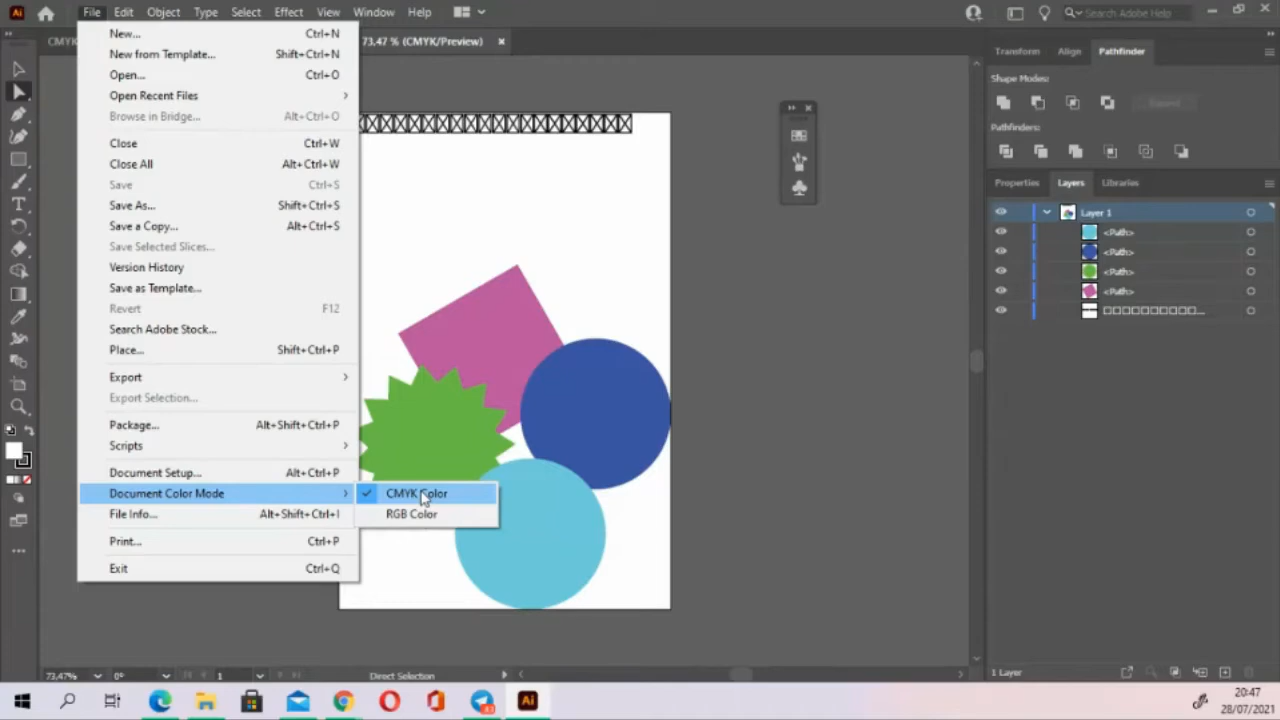 Ai File Edit Object Type Select Effect View Window Help Search Adobe Help
CMYK 73,47 % (CMYK/Preview) ×
New... Ctrl+N
New from Template... Shift+Ctrl+N
Open... Ctrl+O
Open Recent Files
Browse in Bridge... Alt+Ctrl+O
Close Ctrl+W
Close All Alt+Ctrl+W
Save Ctrl+S
Save As... Shift+Ctrl+S
Save a Copy... Alt+Ctrl+S
Save Selected Slices...
Version History
Save as Template...
Revert F12
Search Adobe Stock...
Place... Shift+Ctrl+P
Export
Export Selection...
Package... Alt+Shift+Ctrl+P
Scripts
Document Setup... Alt+Ctrl+P
Document Color Mode
File Info... Alt+Shift+Ctrl+I
Print... Ctrl+P
Exit Ctrl+Q
CMYK Color
RGB Color
Transform Align Pathfinder
Shape Modes:
Expand
Pathfinders:
Properties Layers Libraries
Layer 1
<Path>
<Path>
<Path>
<Path>
1 Layer
73,47% 0° 1 Direct Selection
Ai
20:47
28/07/2021